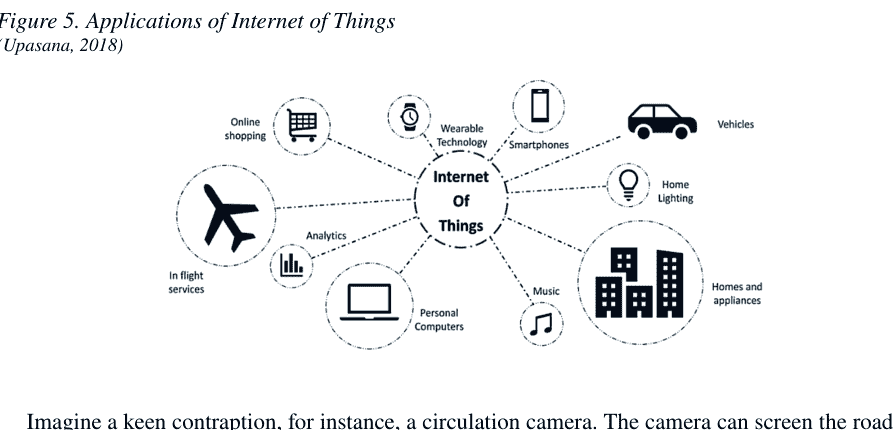 Figure 5. Applications of Internet of Things
(Upasana, 2018)
Online
shopping
Wearable
Technology
Smartphones
Vehicles
Internet
Of
Things
Home
Lighting
In flight
services
Analytics
Personal
Computers
Music
Homes and
appliances
Imagine a keen contraption, for instance, a circulation camera. The camera can screen the road